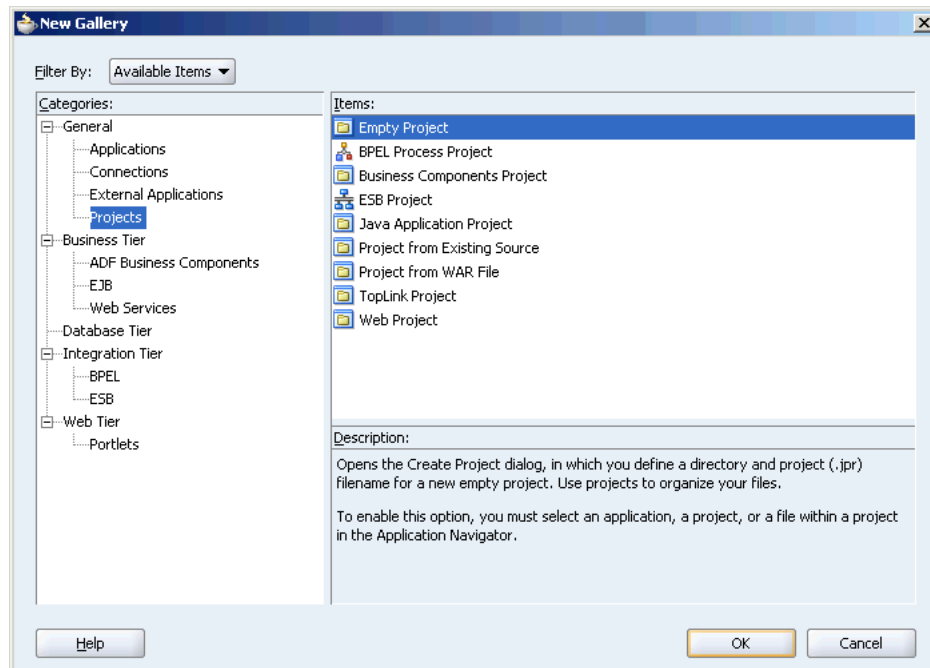 New Gallery
Filter By: Available Items
Categories:
General
Applications
Connections
External Applications
Projects
Business Tier
ADF Business Components
EJB
Web Services
Database Tier
Integration Tier
BPEL
ESB
Web Tier
Portlets
Items:
Empty Project
BPEL Process Project
Business Components Project
ESB Project
Java Application Project
Project from Existing Source
Project from WAR File
TopLink Project
Web Project
Description:
Opens the Create Project dialog, in which you define a directory and project (.jpr)
filename for a new empty project. Use projects to organize your files.
To enable this option, you must select an application, a project, or a file within a project
in the Application Navigator.
Help
OK
Cancel